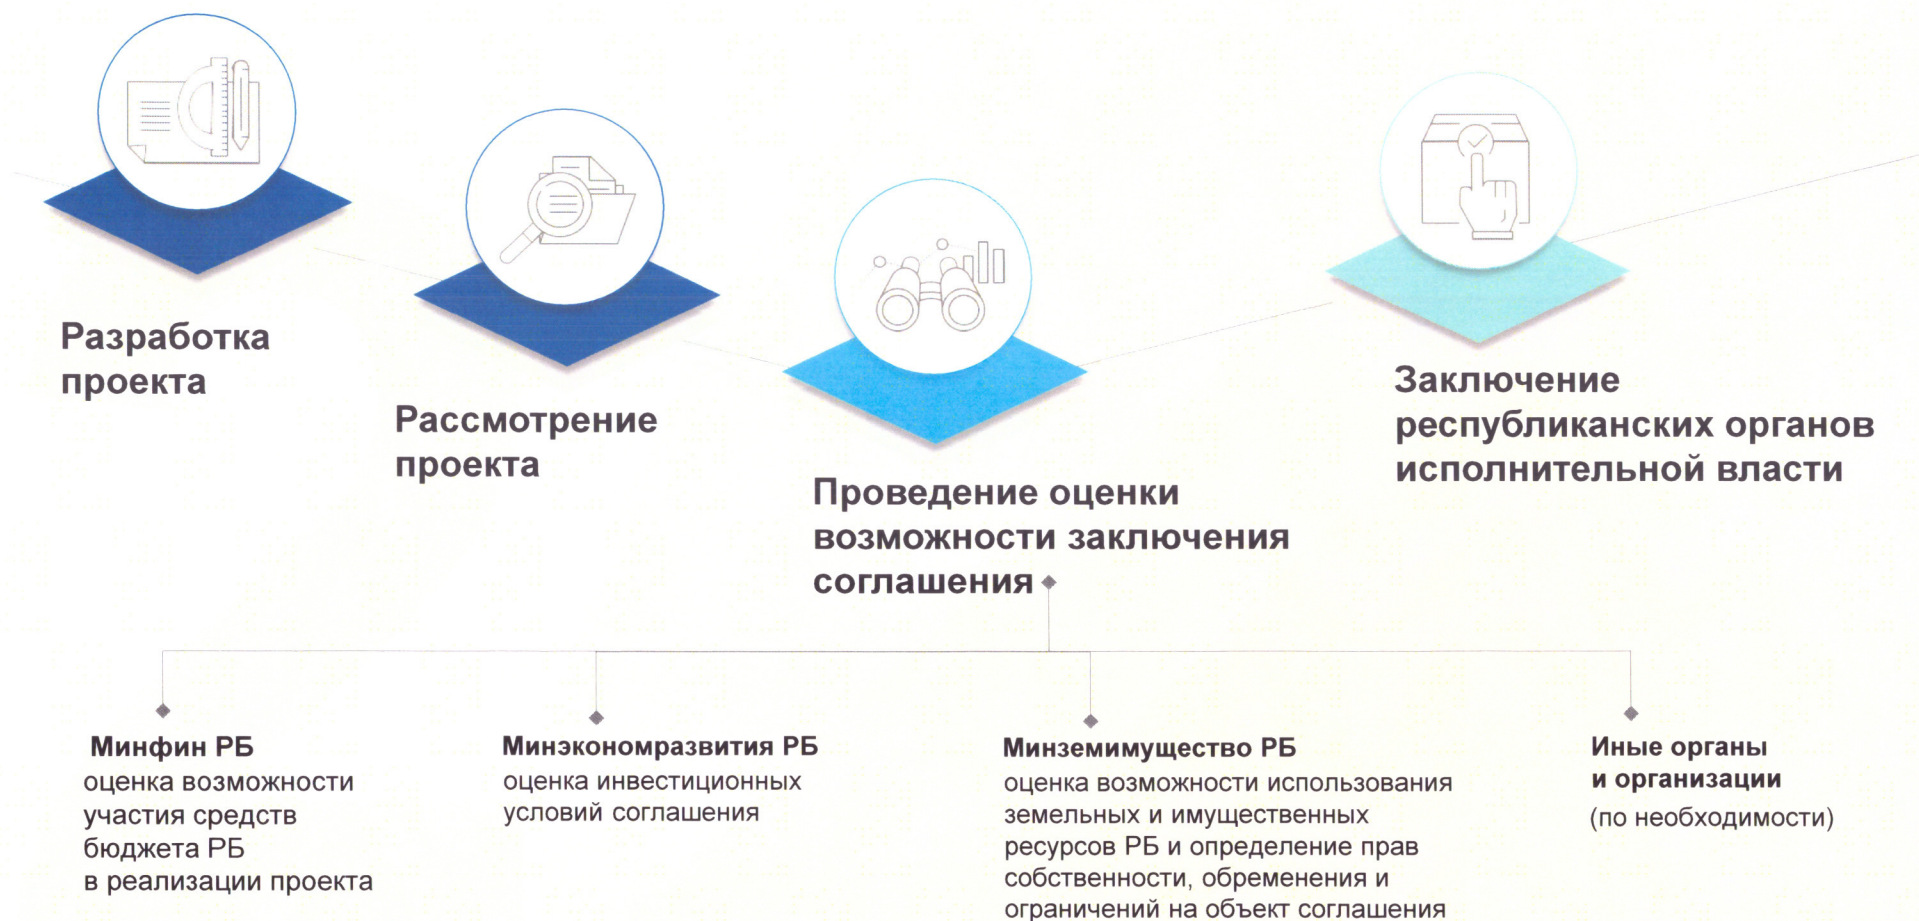 Разработка
проекта
Рассмотрение
проекта
Проведение оценки
возможности заключения
соглашения
Заключение
республиканских органов
исполнительной власти
Минфин РБ
оценка возможности
участия средств
бюджета РБ
в реализации проекта
Минэкономразвития РБ
оценка инвестиционных
условий соглашения
Минземимущество РБ
оценка возможности использования
земельных и имущественных
ресурсов РБ и определение прав
собственности, обременения и
ограничений на объект соглашения
Иные органы
и организации
(по необходимости)